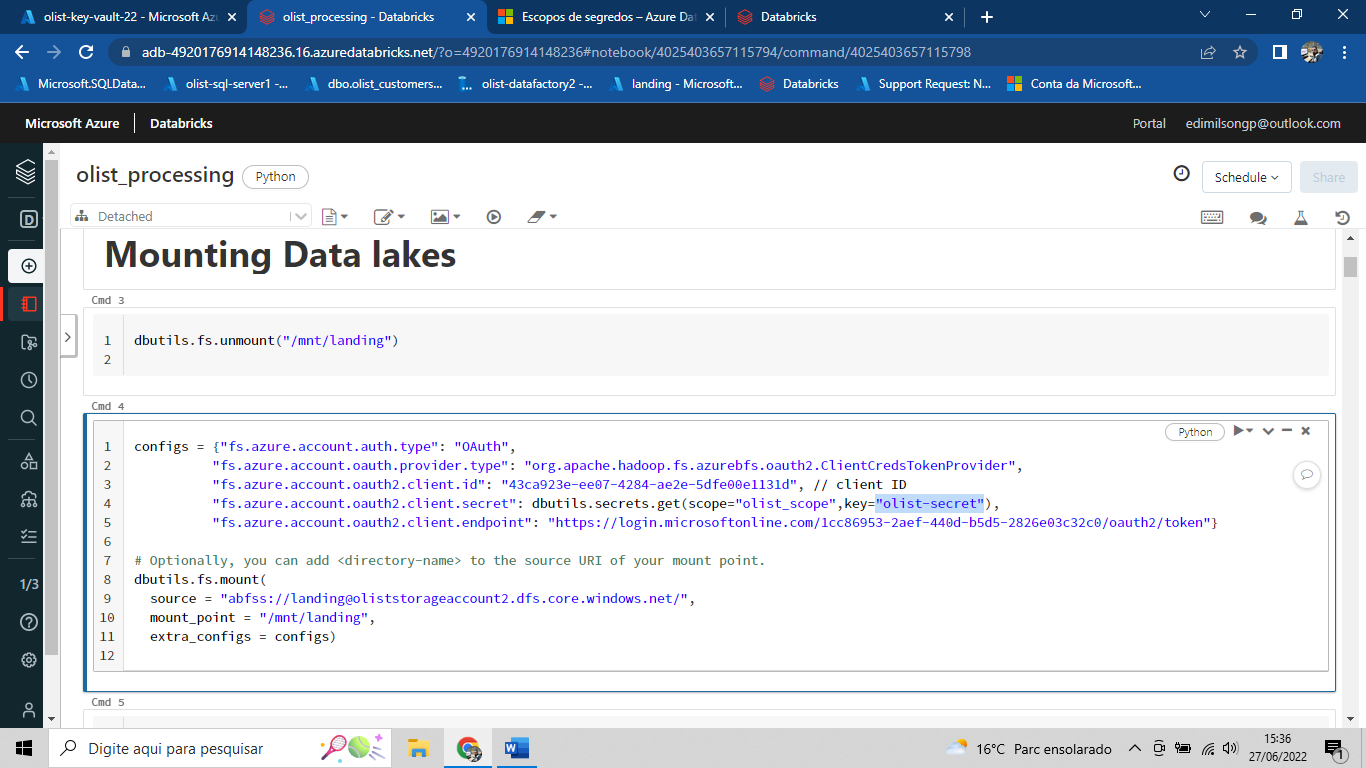 olist-key-vault-22 - Microsoft Az
olist_processing - Databricks
Escopos de segredos – Azure Da
Databricks
adb-4920176914148236.16.azuredatabricks.net/?o=4920176914148236#notebook/4025403657115794/command/4025403657115798
Microsoft.SQLData...
olist-sql-server1 -...
dbo.olist_customers...
olist-datafactory2 -...
landing - Microsoft...
Databricks
Support Request: N...
Conta da Microsoft...
Microsoft Azure
Databricks
Portal
edimilsongp@outlook.com
olist_processing
Python
Schedule
Share
Detached
D
Mounting Data lakes
Cmd 3
1 dbutils.fs.unmount("/mnt/landing")
2
Cmd 4
Python
1 configs = {"fs.azure.account.auth.type": "OAuth",
2 "fs.azure.account.oauth.provider.type": "org.apache.hadoop.fs.azurebfs.oauth2.ClientCredsTokenProvider",
3 "fs.azure.account.oauth2.client.id": "43ca923e-ee07-4284-ae2e-5dfe00e1131d", // client ID
4 "fs.azure.account.oauth2.client.secret": dbutils.secrets.get(scope="olist_scope",key="olist-secret"),
5 "fs.azure.account.oauth2.client.endpoint": "https://login.microsoftonline.com/1cc86953-2aef-440d-b5d5-2826e03c32c0/oauth2/token"}
6
7 # Optionally, you can add <directory-name> to the source URI of your mount point.
8 dbutils.fs.mount(
9 source = "abfss://landing@oliststorageaccount2.dfs.core.windows.net/",
10 mount_point = "/mnt/landing",
11 extra_configs = configs)
12
1/3
Cmd 5
Digite aqui para pesquisar
16°C Parc ensolarado
15:36
27/06/2022
1